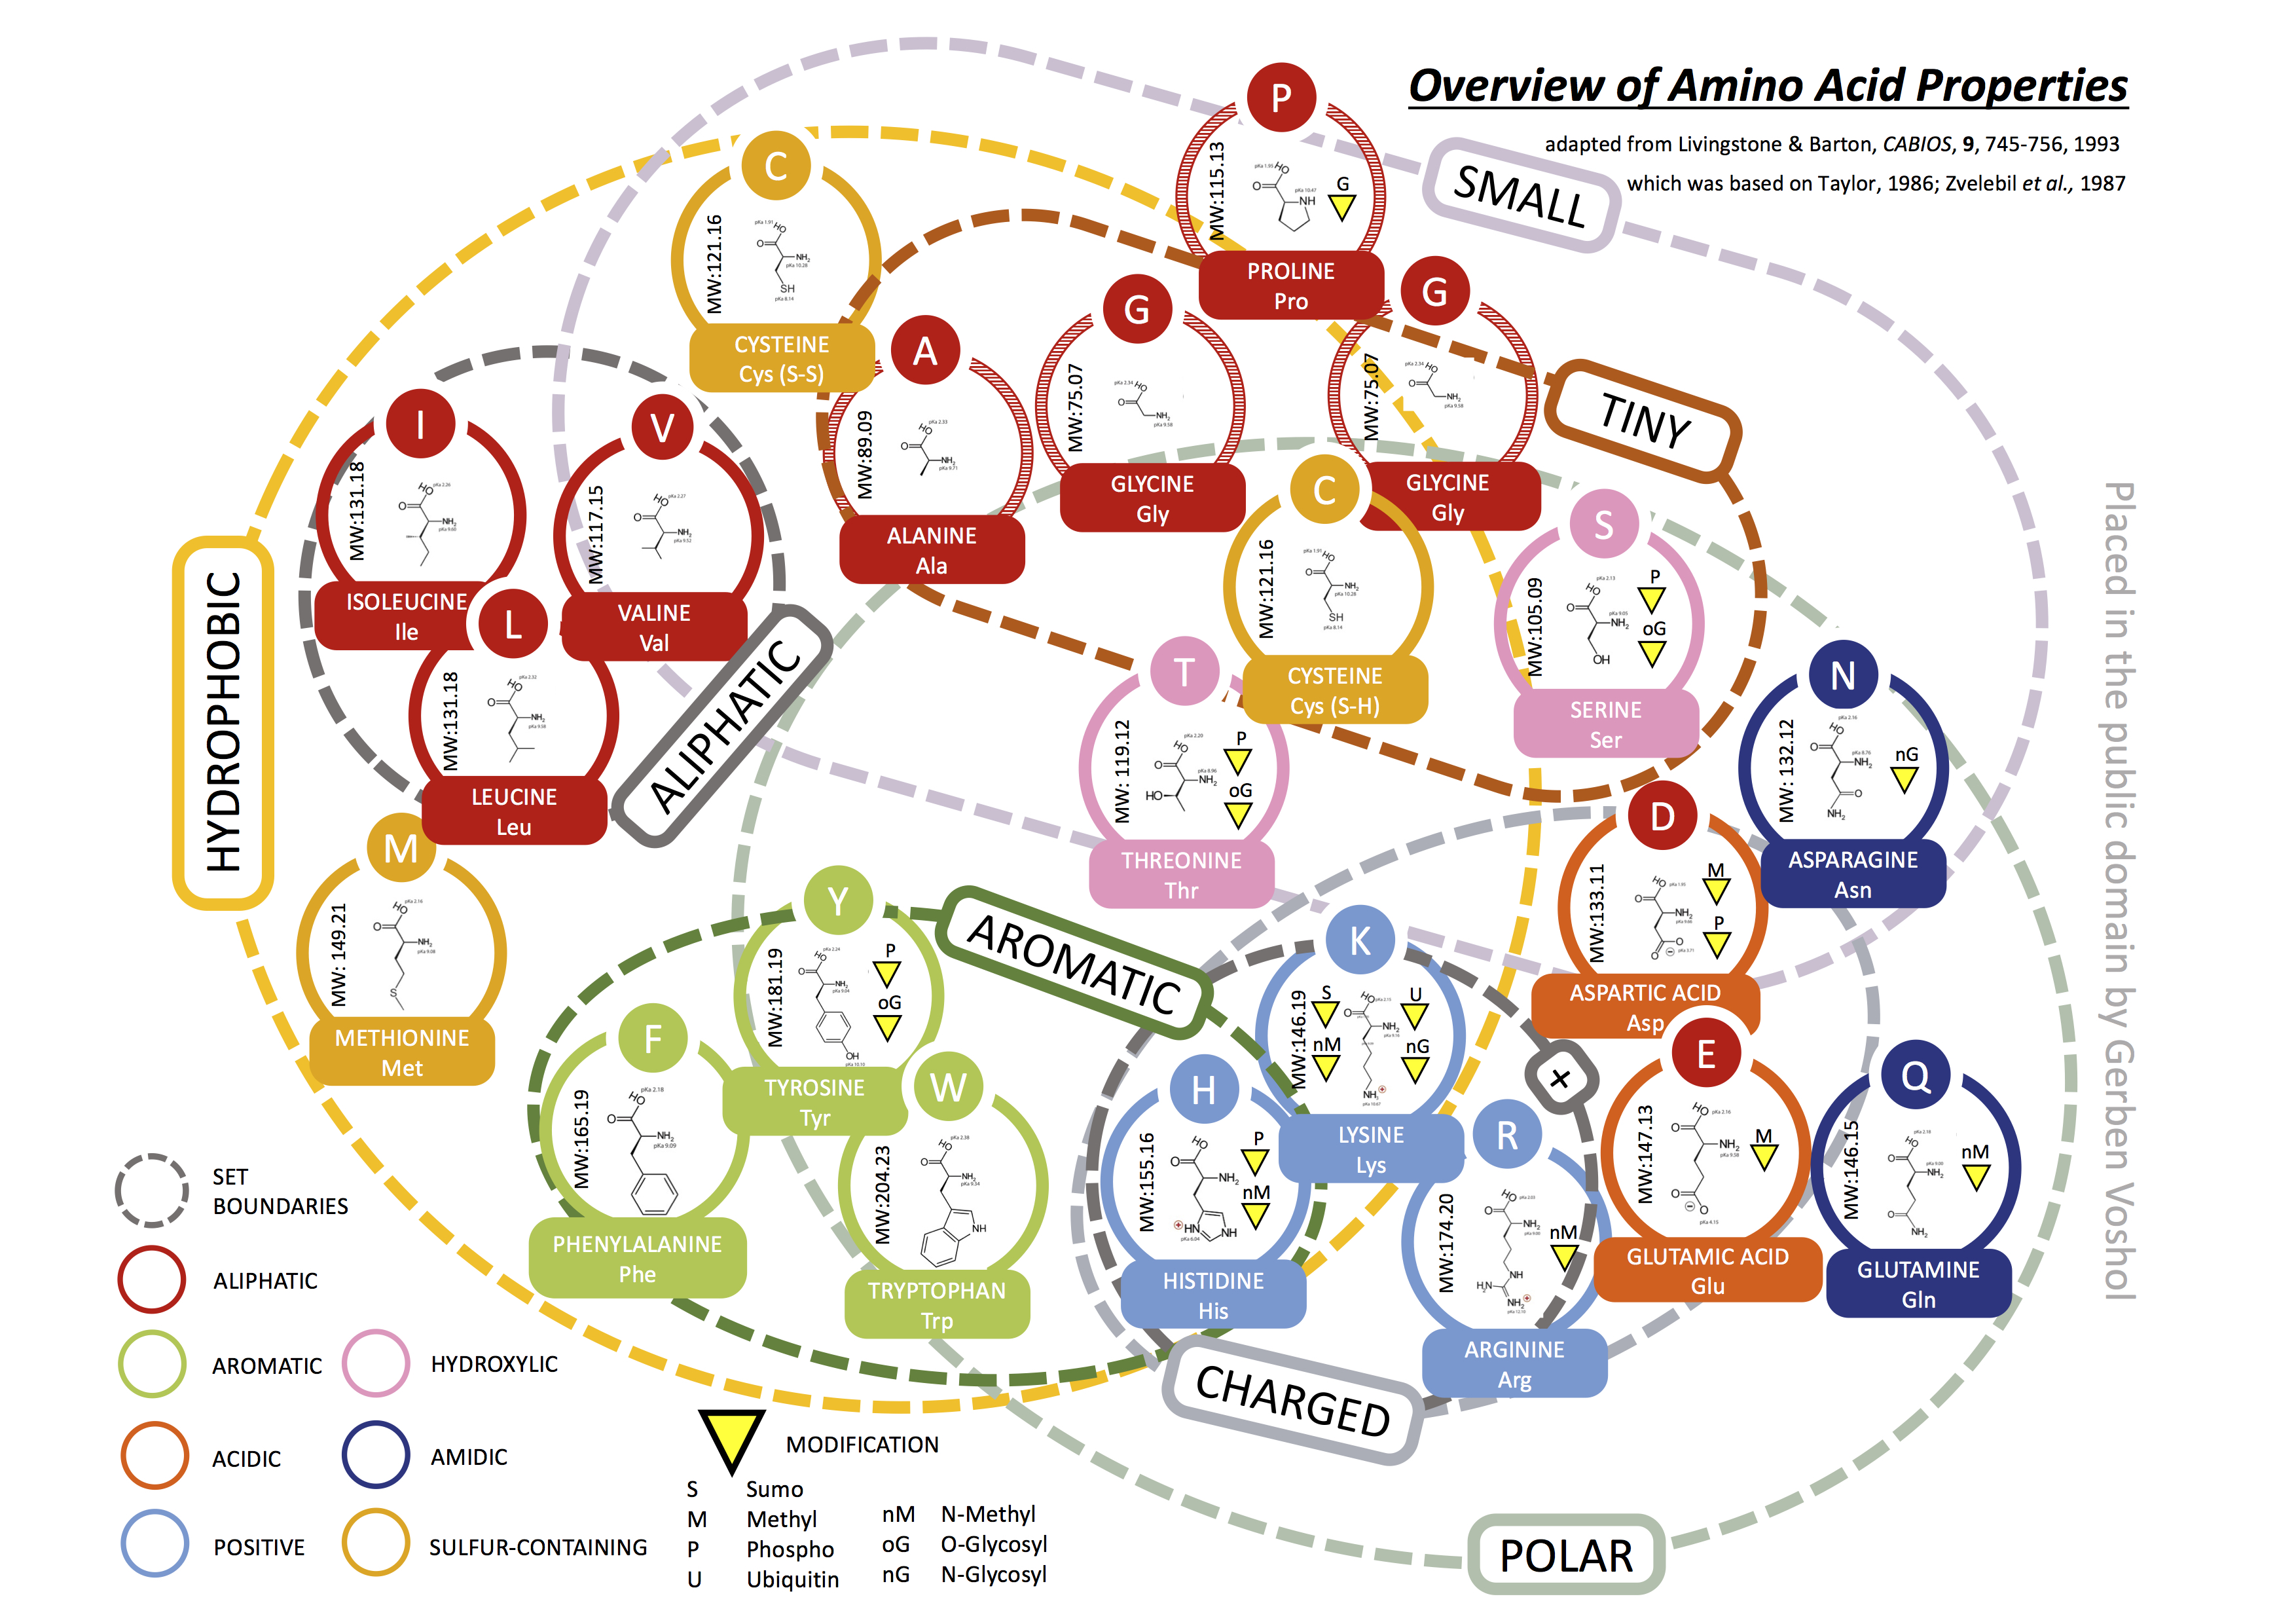 Overview of Amino Acid Properties
adapted from Livingstone & Barton, CABIOS, 9, 745-756, 1993
which was based on Taylor, 1986; Zvelebil et al., 1987
SMALL
TINY
HYDROPHOBIC
ALIPHATIC
AROMATIC
CHARGED
POLAR
+
P
MW:115.13
G
PROLINE
Pro
C
MW:121.16
CYSTEINE
Cys (S-S)
A
MW:89.09
ALANINE
Ala
G
MW:75.07
GLYCINE
Gly
G
MW:75.07
GLYCINE
Gly
I
MW:131.18
ISOLEUCINE
Ile
V
MW:117.15
VALINE
Val
L
MW:131.18
LEUCINE
Leu
C
MW:121.16
CYSTEINE
Cys (S-H)
S
MW:105.09
P
oG
SERINE
Ser
T
MW: 119.12
P
oG
THREONINE
Thr
N
MW: 132.12
nG
ASPARAGINE
Asn
M
MW: 149.21
METHIONINE
Met
D
MW:133.11
M
P
ASPARTIC ACID
Asp
Y
MW:181.19
P
oG
TYROSINE
Tyr
F
MW:165.19
PHENYLALANINE
Phe
W
MW:204.23
TRYPTOPHAN
Trp
K
MW:146.19
S
U
nM
nG
LYSINE
Lys
H
MW:155.16
P
nM
HISTIDINE
His
R
MW:174.20
nM
ARGININE
Arg
E
MW:147.13
M
GLUTAMIC ACID
Glu
Q
MW:146.15
nM
GLUTAMINE
Gln
SET
BOUNDARIES
ALIPHATIC
AROMATIC
HYDROXYLIC
ACIDIC
AMIDIC
POSITIVE
SULFUR-CONTAINING
MODIFICATION
S Sumo
M Methyl
P Phospho
U Ubiquitin
nM N-Methyl
oG O-Glycosyl
nG N-Glycosyl
Placed in the public domain by Gerben Voshol